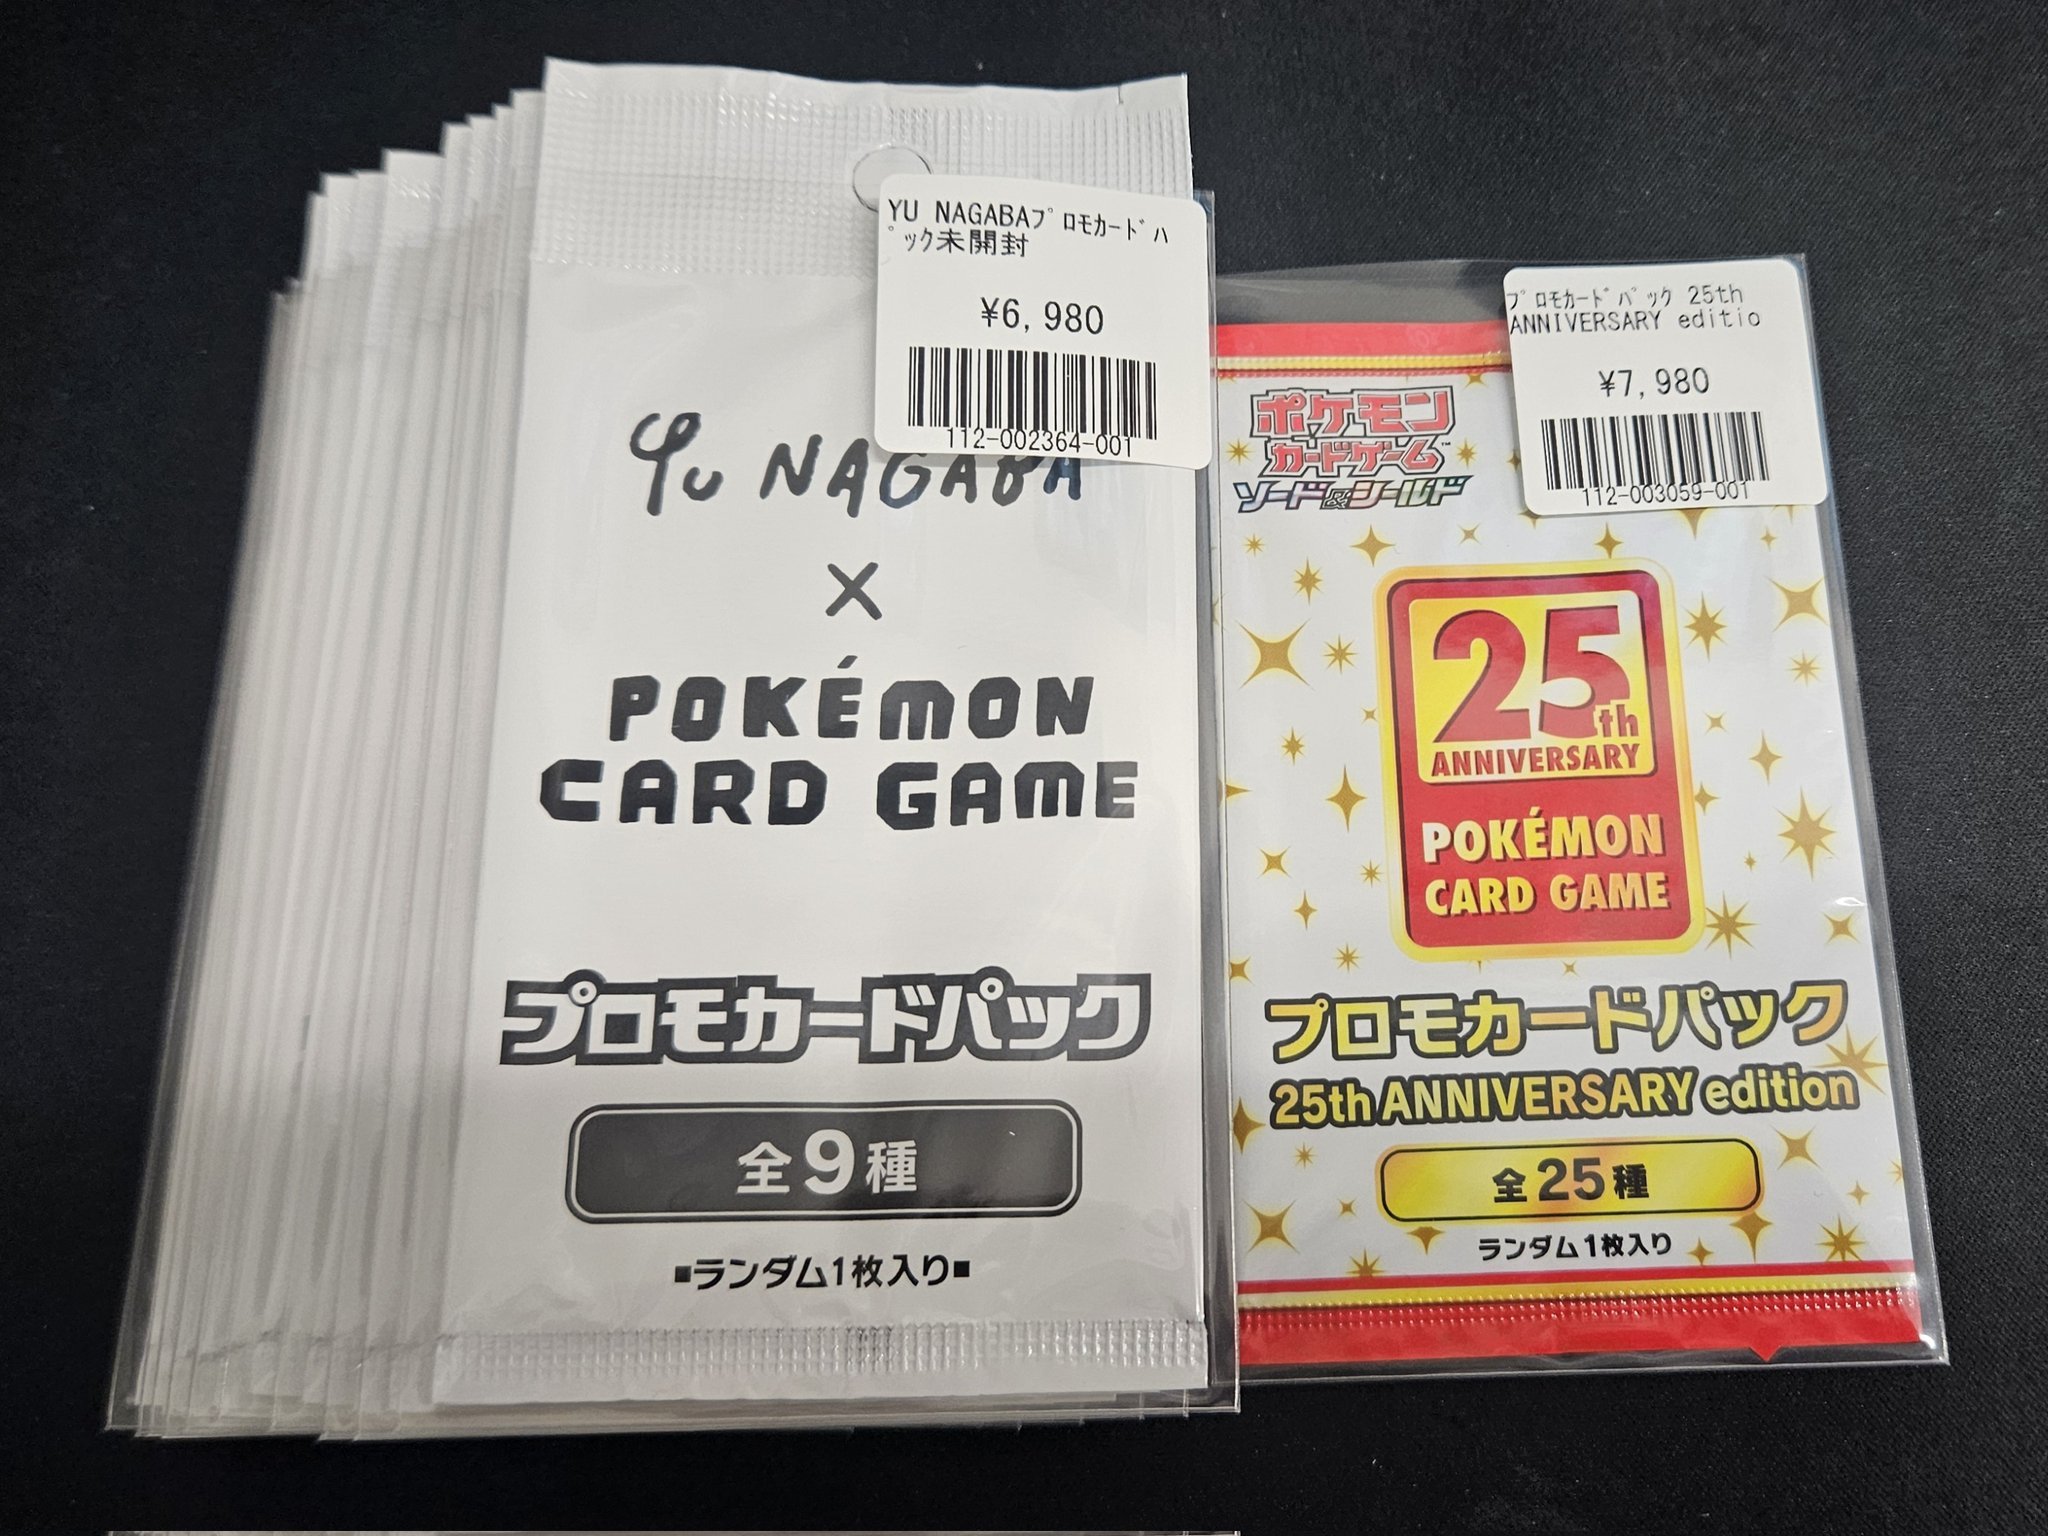 YU NAGABAプロモカードパ
ック未開封
¥6,980
112-002364-001
Yu NAGABA
×
POKÉMON
CARD GAME
プロモカードパック
全9種
■ランダム1枚入り■
プロモカードパック 25th
ANNIVERSARY editio
¥7,980
112-003059-001
ポケモン
カードゲーム™
ソード&シールド
25th
ANNIVERSARY
POKÉMON
CARD GAME
プロモカードパック
25th ANNIVERSARY edition
全25種
ランダム1枚入り